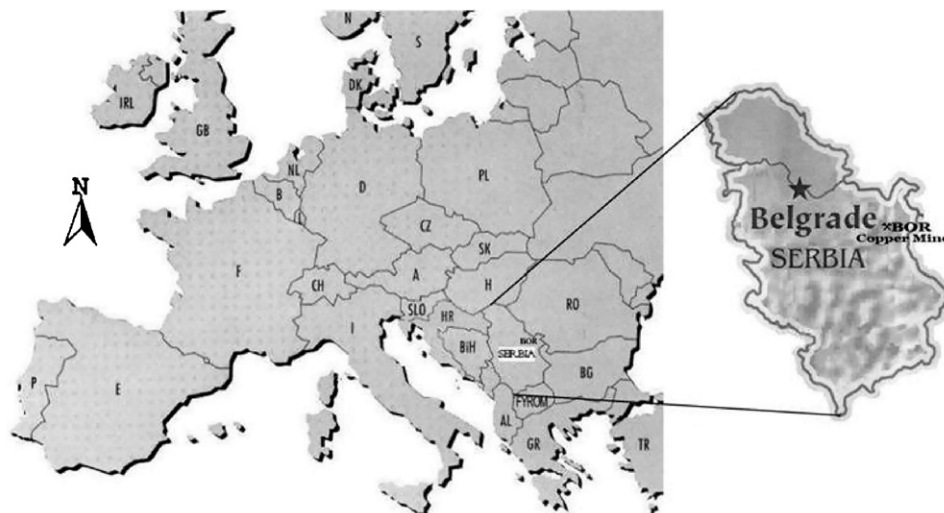 N
S
IRL
DK
GB
NL
B
D
PL
CZ
SK
F
CH
A
H
SLO
HR
I
RO
BiH
BOR
SERBIA
P
E
BG
FYROM
AL
GR
TR
N
Belgrade
BOR
Copper Mine
SERBIA